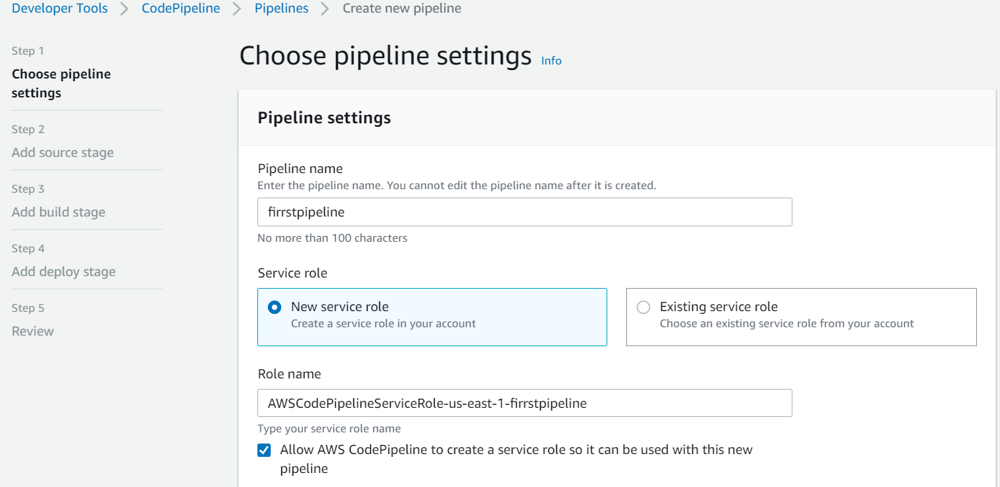 Developer Tools > CodePipeline > Pipelines > Create new pipeline
Step 1
Choose pipeline
settings
Step 2
Add source stage
Step 3
Add build stage
Step 4
Add deploy stage
Step 5
Review
Choose pipeline settings Info
Pipeline settings
Pipeline name
Enter the pipeline name. You cannot edit the pipeline name after it is created.
firrstpipeline
No more than 100 characters
Service role
New service role
Create a service role in your account
Existing service role
Choose an existing service role from your account
Role name
AWSCodePipelineServiceRole-us-east-1-firrstpipeline
Type your service role name
Allow AWS CodePipeline to create a service role so it can be used with this new
pipeline